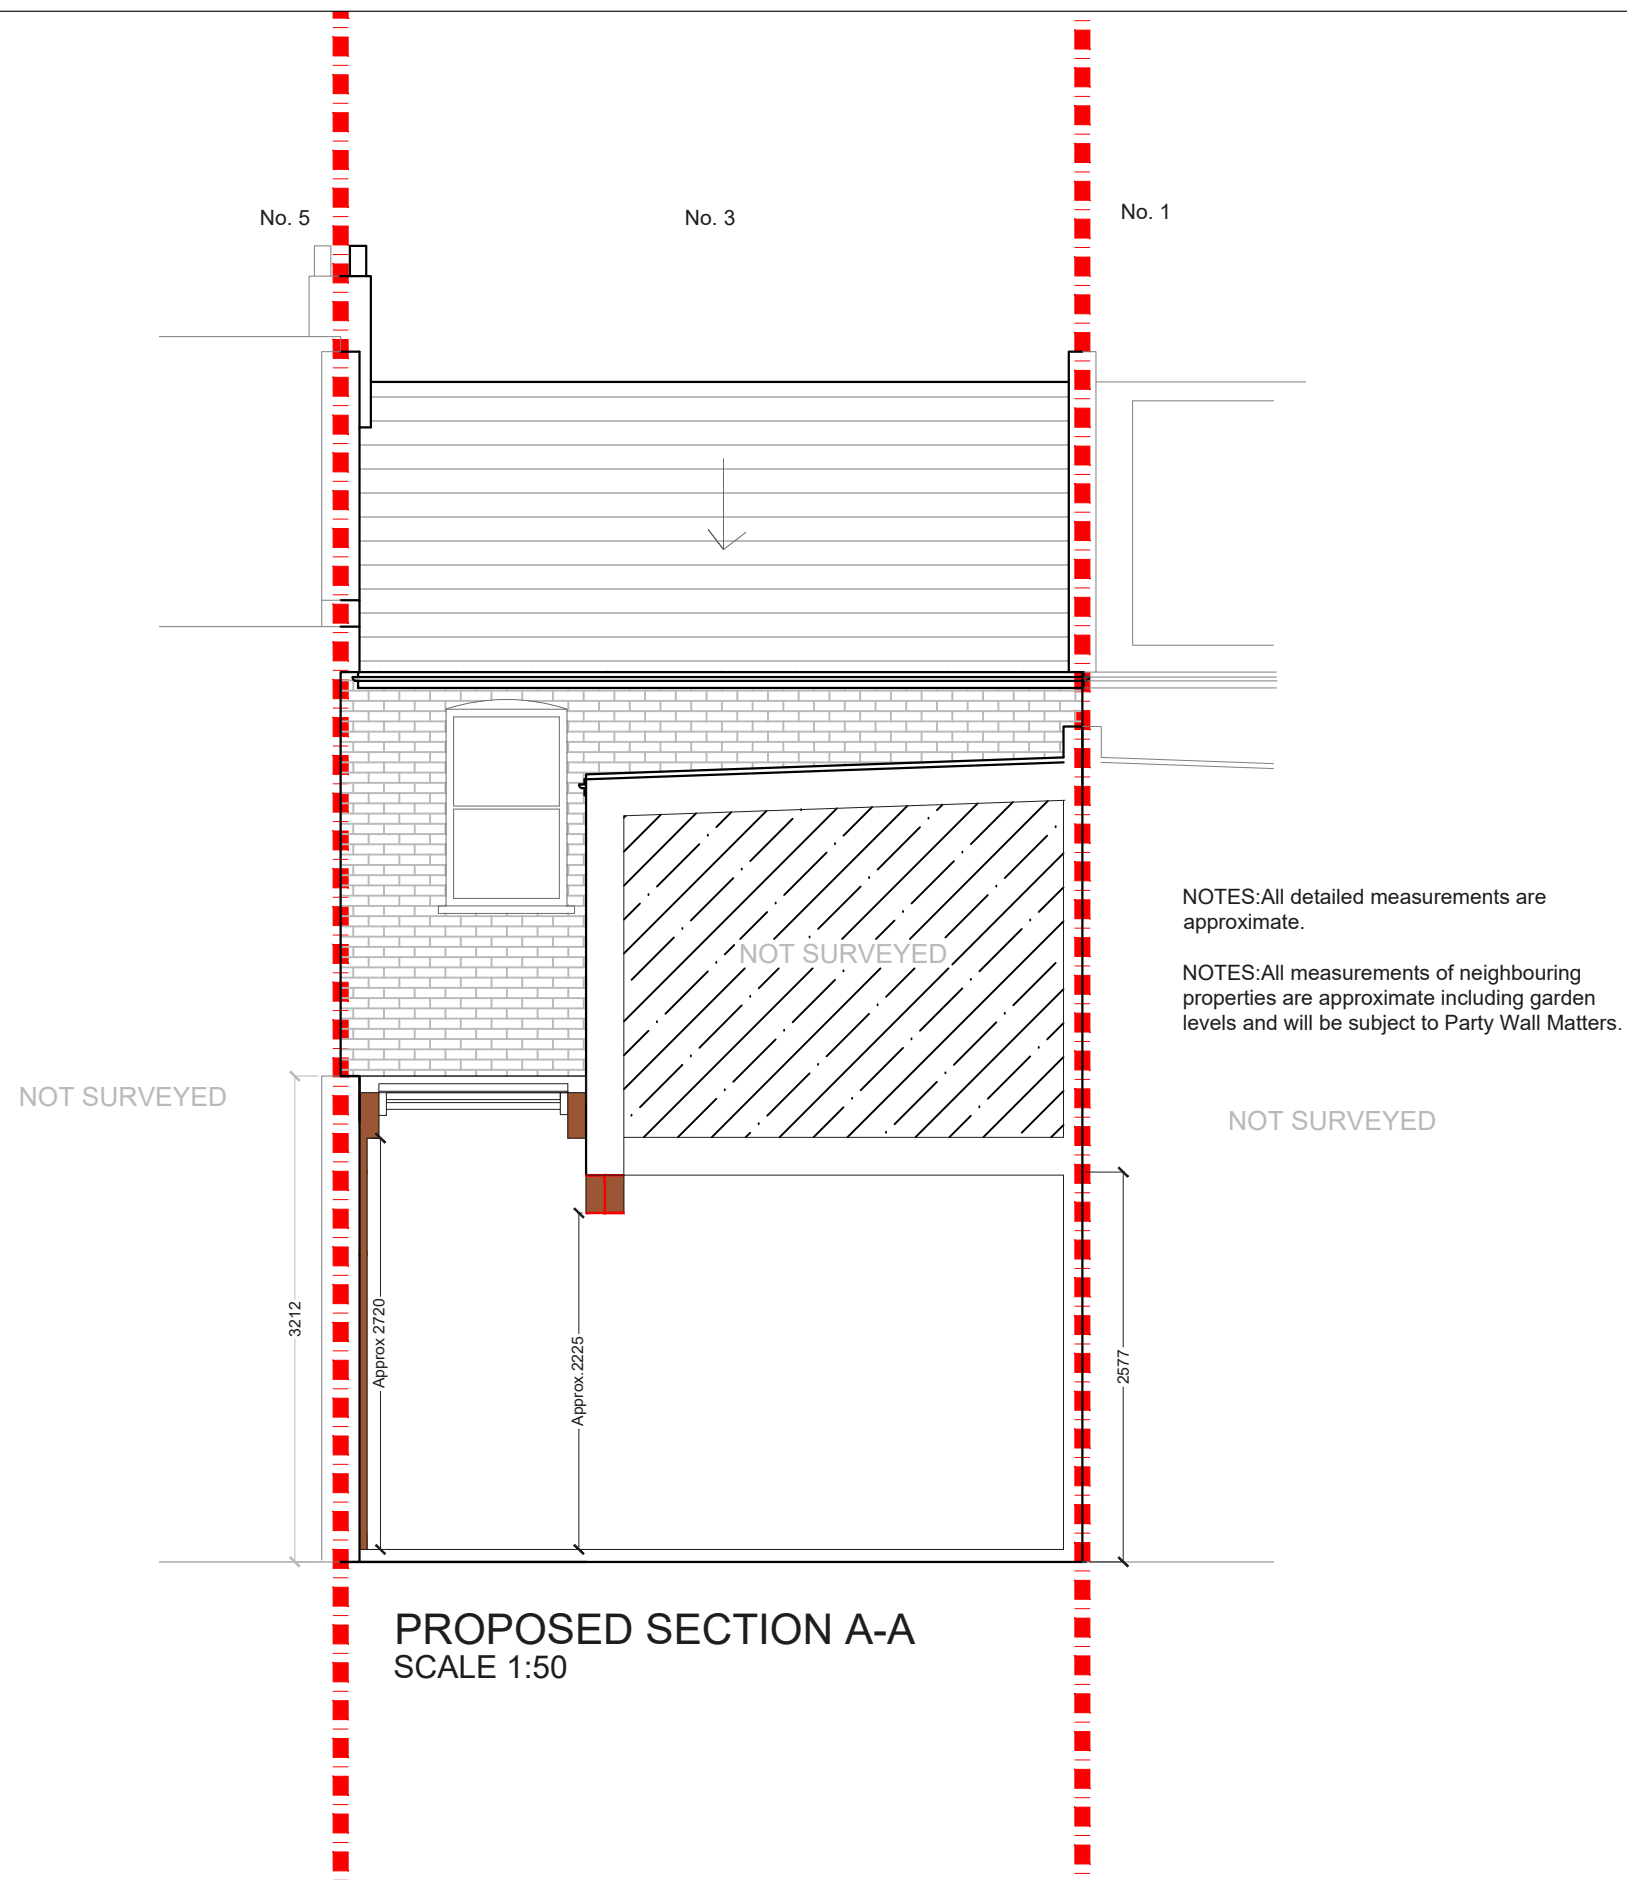 No. 5
No. 3
No. 1
NOTES:All detailed measurements are
approximate.
NOT SURVEYED
NOTES:All measurements of neighbouring
properties are approximate including garden
levels and will be subject to Party Wall Matters.
NOT SURVEYED
NOT SURVEYED
3212
Approx 2720
Approx.2225
2577
PROPOSED SECTION A-A
SCALE 1:50